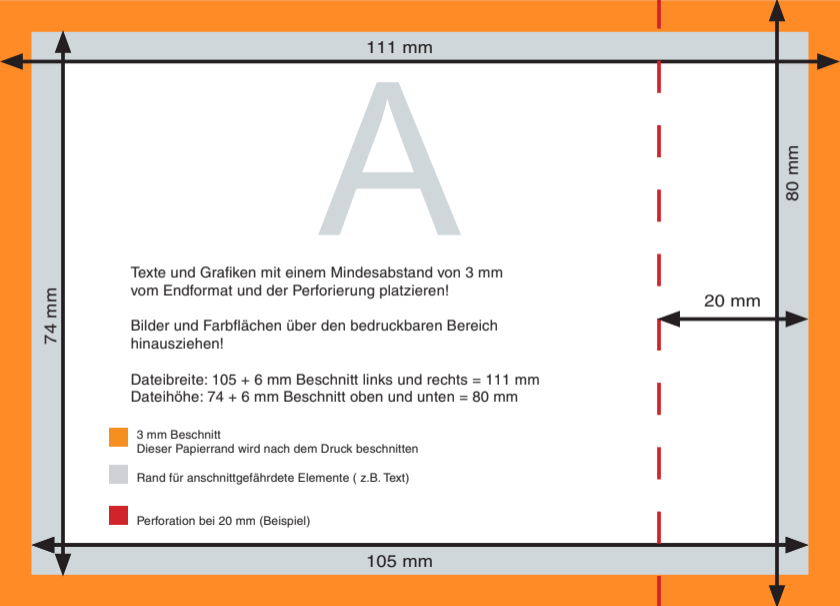 111 mm
A
80 mm
Texte und Grafiken mit einem Mindesabstand von 3 mm
vom Endformat und der Perforierung platzieren!
74 mm
20 mm
Bilder und Farbflächen über den bedruckbaren Bereich
hinausziehen!
Dateibreite: 105 + 6 mm Beschnitt links und rechts = 111 mm
Dateihöhe: 74 + 6 mm Beschnitt oben und unten = 80 mm
3 mm Beschnitt
Dieser Papierrand wird nach dem Druck beschnitten
Rand für anschnittgefährdete Elemente ( z.B. Text)
Perforation bei 20 mm (Beispiel)
105 mm